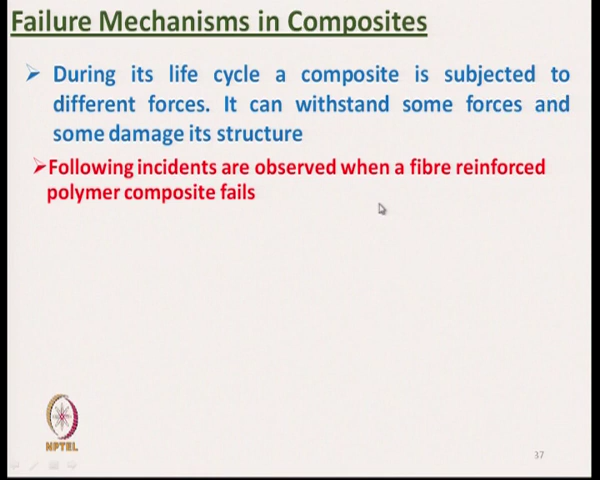 Failure Mechanisms in Composites
During its life cycle a composite is subjected to
different forces. It can withstand some forces and
some damage its structure
Following incidents are observed when a fibre reinforced
polymer composite fails
NPTEL
37